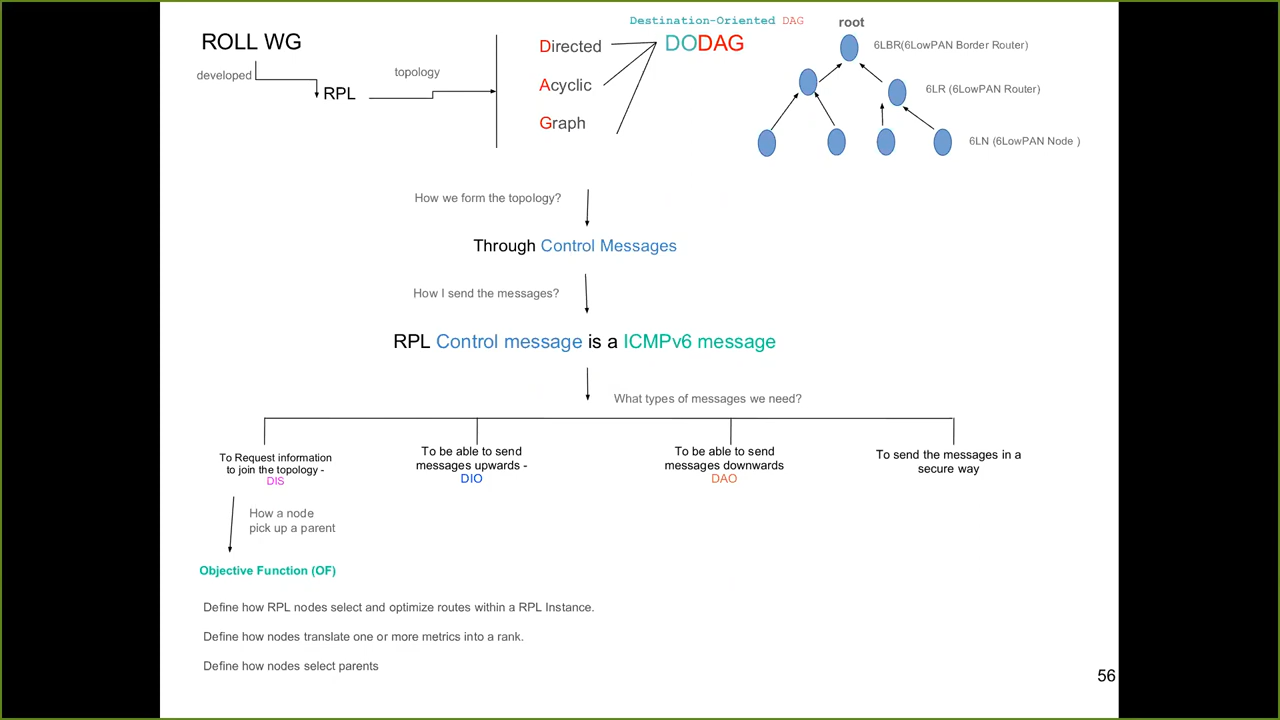 ROLL WG
developed
RPL
topology
Directed
Acyclic
Graph
Destination-Oriented DAG
DODAG
root
6LBR(6LowPAN Border Router)
6LR (6LowPAN Router)
6LN (6LowPAN Node )
How we form the topology?
Through Control Messages
How I send the messages?
RPL Control message is a ICMPv6 message
What types of messages we need?
To Request information
to join the topology -
DIS
To be able to send
messages upwards -
DIO
To be able to send
messages downwards
DAO
To send the messages in a
secure way
How a node
pick up a parent
Objective Function (OF)
Define how RPL nodes select and optimize routes within a RPL Instance.
Define how nodes translate one or more metrics into a rank.
Define how nodes select parents
56